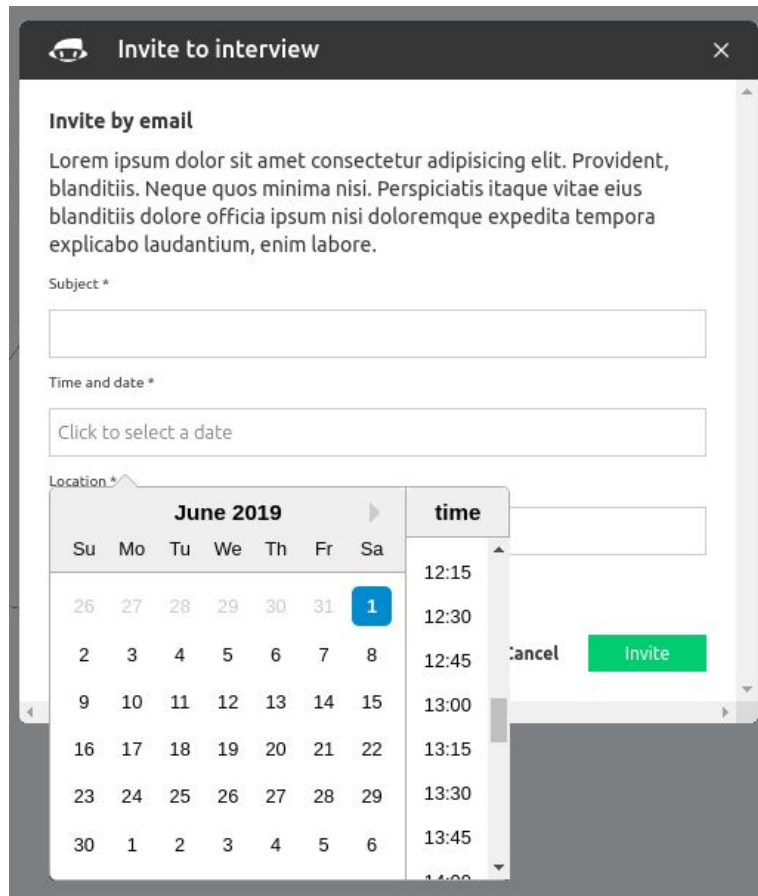 Invite to interview
Invite by email
Lorem ipsum dolor sit amet consectetur adipisicing elit. Provident,
blanditiis. Neque quos minima nisi. Perspiciatis itaque vitae eius
blanditiis dolore officia ipsum nisi doloremque expedita tempora
explicabo laudantium, enim labore.
Subject *
Time and date *
Click to select a date
Location *
June 2019
Su Mo Tu We Th Fr Sa
26 27 28 29 30 31 1
2 3 4 5 6 7 8
9 10 11 12 13 14 15
16 17 18 19 20 21 22
23 24 25 26 27 28 29
30 1 2 3 4 5 6
time
12:15
12:30
12:45
13:00
13:15
13:30
13:45
Cancel
Invite